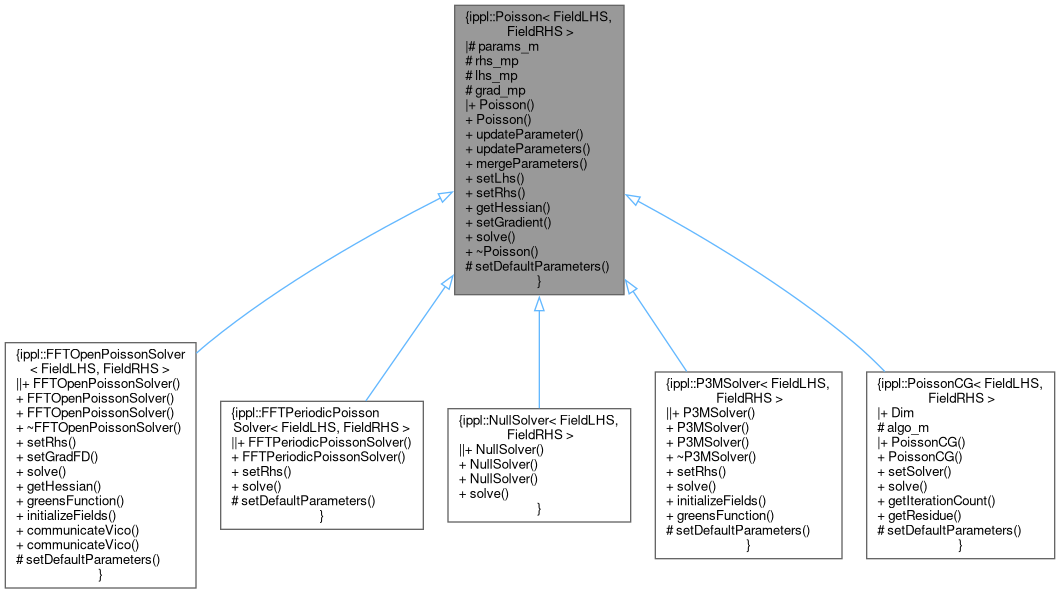 {ippl::Poisson< FieldLHS,
FieldRHS >
|# params_m
# rhs_mp
# lhs_mp
# grad_mp
|+ Poisson()
+ Poisson()
+ updateParameter()
+ updateParameters()
+ mergeParameters()
+ setLhs()
+ setRhs()
+ getHessian()
+ setGradient()
+ solve()
+ ~Poisson()
# setDefaultParameters()
}
{ippl::FFTOpenPoissonSolver
< FieldLHS, FieldRHS >
||+ FFTOpenPoissonSolver()
+ FFTOpenPoissonSolver()
+ FFTOpenPoissonSolver()
+ ~FFTOpenPoissonSolver()
+ setRhs()
+ setGradFD()
+ solve()
+ getHessian()
+ greensFunction()
+ initializeFields()
+ communicateVico()
+ communicateVico()
# setDefaultParameters()
}
{ippl::FFTPeriodicPoisson
Solver< FieldLHS, FieldRHS >
||+ FFTPeriodicPoissonSolver()
+ FFTPeriodicPoissonSolver()
+ setRhs()
+ solve()
# setDefaultParameters()
}
{ippl::NullSolver< FieldLHS,
FieldRHS >
||+ NullSolver()
+ NullSolver()
+ NullSolver()
+ solve()
}
{ippl::P3MSolver< FieldLHS,
FieldRHS >
||+ P3MSolver()
+ P3MSolver()
+ P3MSolver()
+ ~P3MSolver()
+ setRhs()
+ solve()
+ initializeFields()
+ greensFunction()
# setDefaultParameters()
}
{ippl::PoissonCG< FieldLHS,
FieldRHS >
|+ Dim
# algo_m
|+ PoissonCG()
+ PoissonCG()
+ setSolver()
+ solve()
+ getIterationCount()
+ getResidue()
# setDefaultParameters()
}